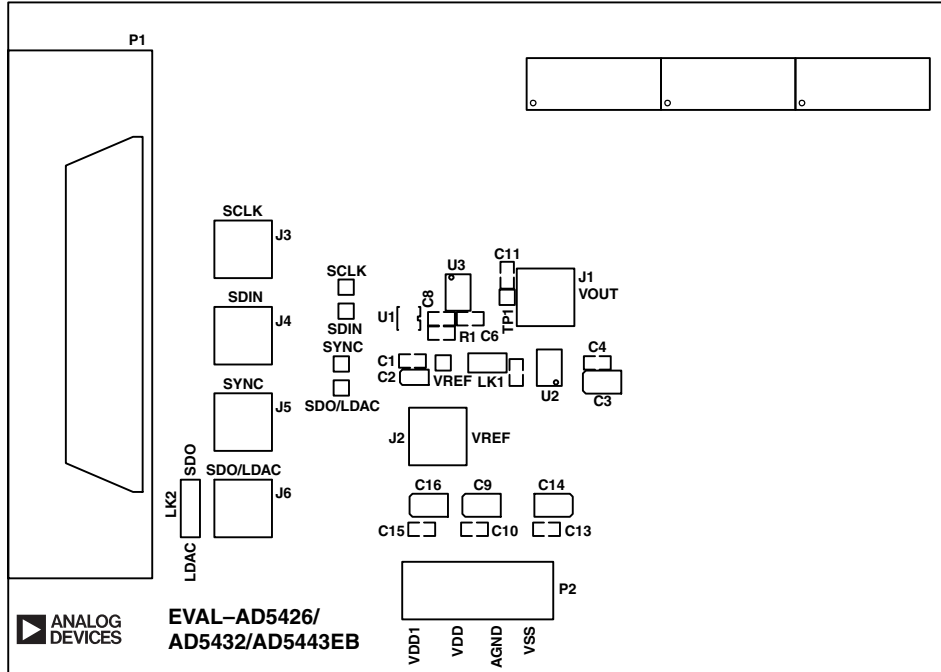 P1
SCLK
J3
SDIN
J4
SYNC
J5
SDO/LDAC
J6
SDO
LK2
LDAC
SCLK
SDIN
SYNC
SDO/LDAC
U3
C8
U1
R1
C6
C11
TP1
J1
VOUT
C1
C2
VREF
LK1
U2
C4
C3
J2
VREF
C16
C9
C14
C15
C10
C13
P2
VDD1
VDD
AGND
VSS
ANALOG
DEVICES
EVAL–AD5426/
AD5432/AD5443EB